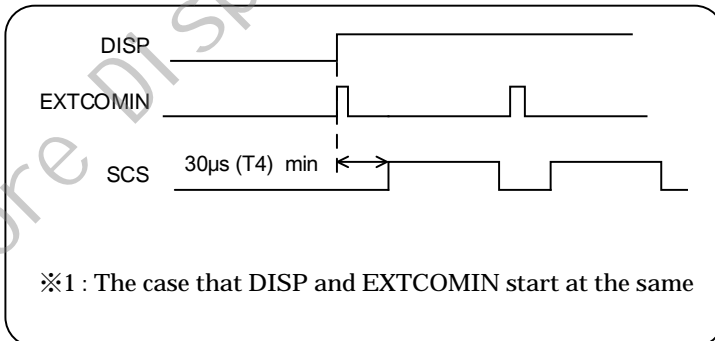 DISP
EXTCOMIN
SCS
30µs (T4) min
※1 : The case that DISP and EXTCOMIN start at the same